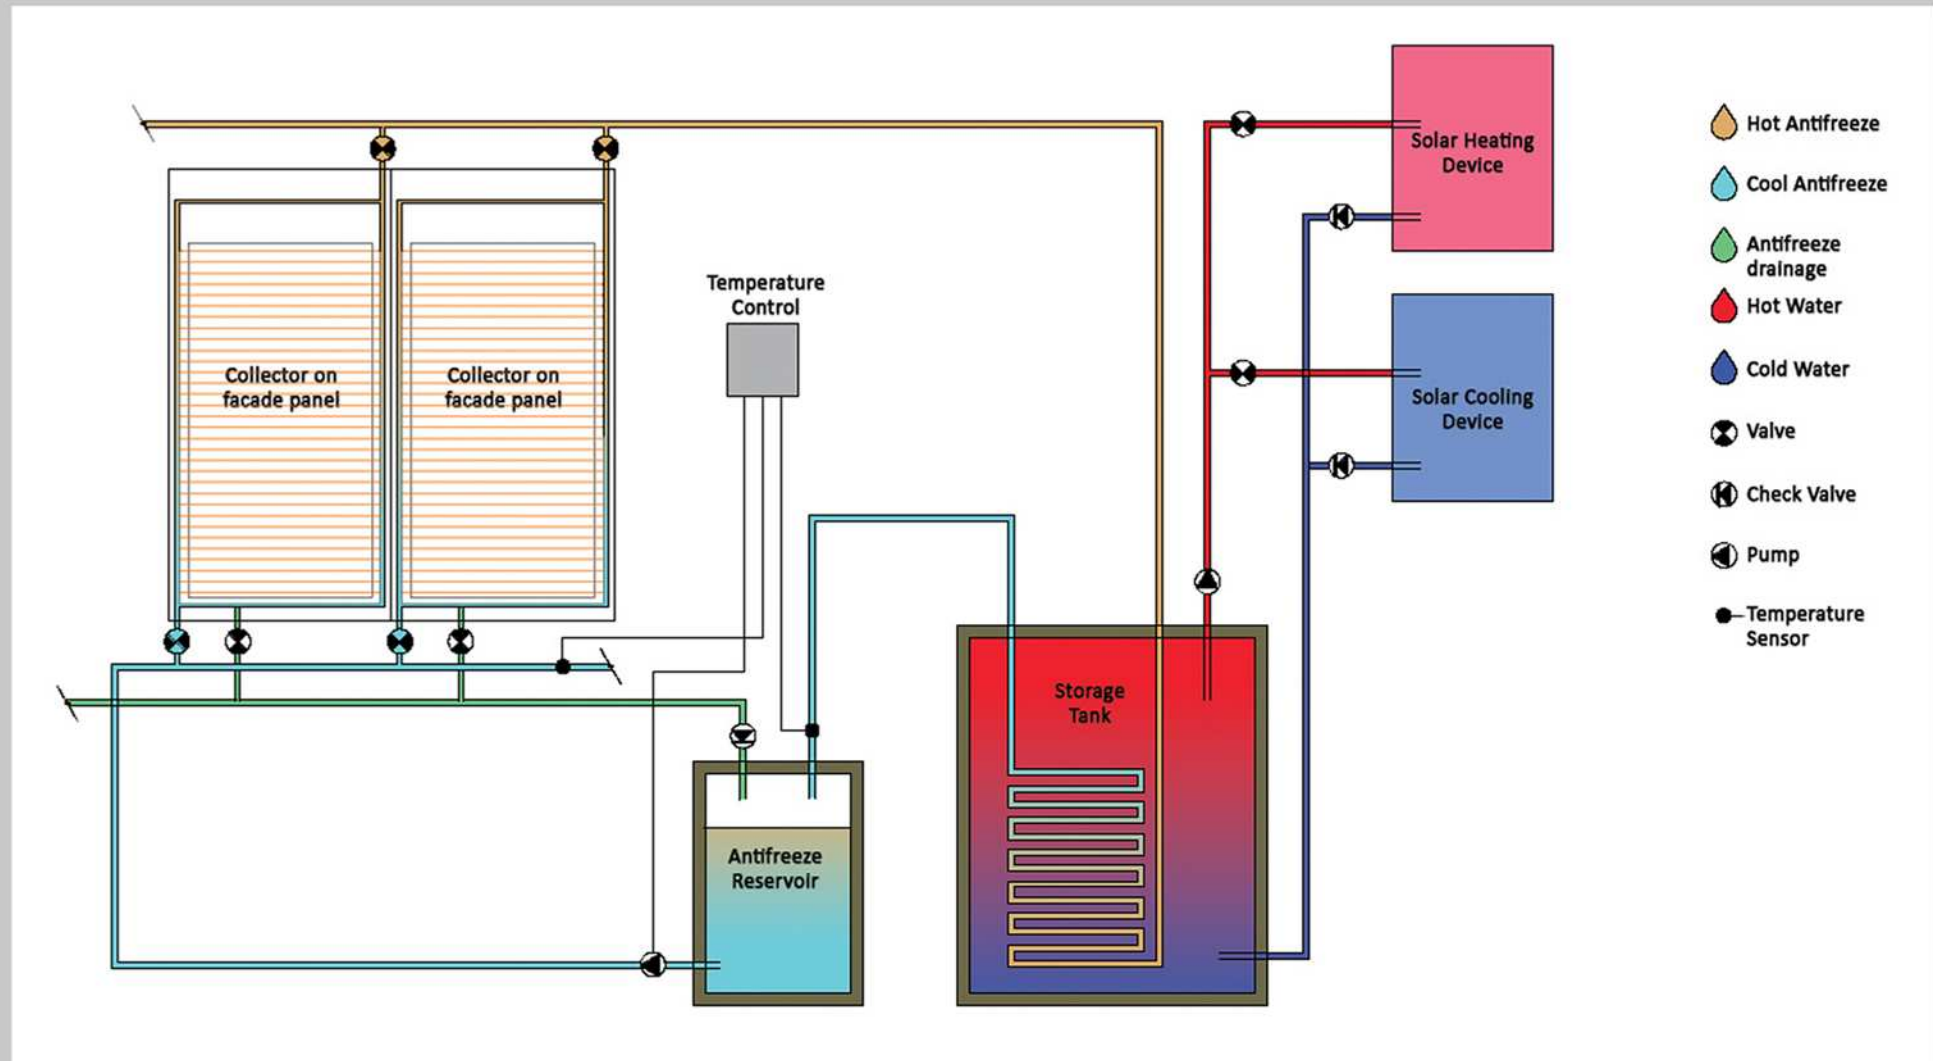 Solar Heating
Device
Hot Antifreeze
Cool Antifreeze
Antifreeze
drainage
Temperature
Control
Hot Water
Cold Water
Collector on
facade panel
Collector on
facade panel
Solar Cooling
Device
Valve
Check Valve
Pump
Temperature
Sensor
Storage
Tank
Antifreeze
Reservoir